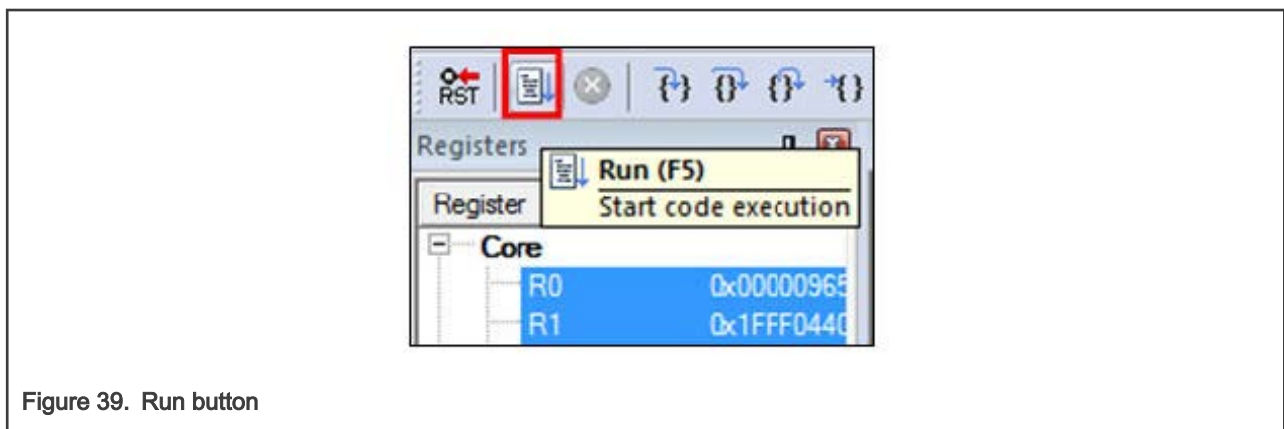 RST
Registers
Run (F5)
Register
Start code execution
Core
R0 0x00000965
R1 0x1FFF0440
Figure 39. Run button